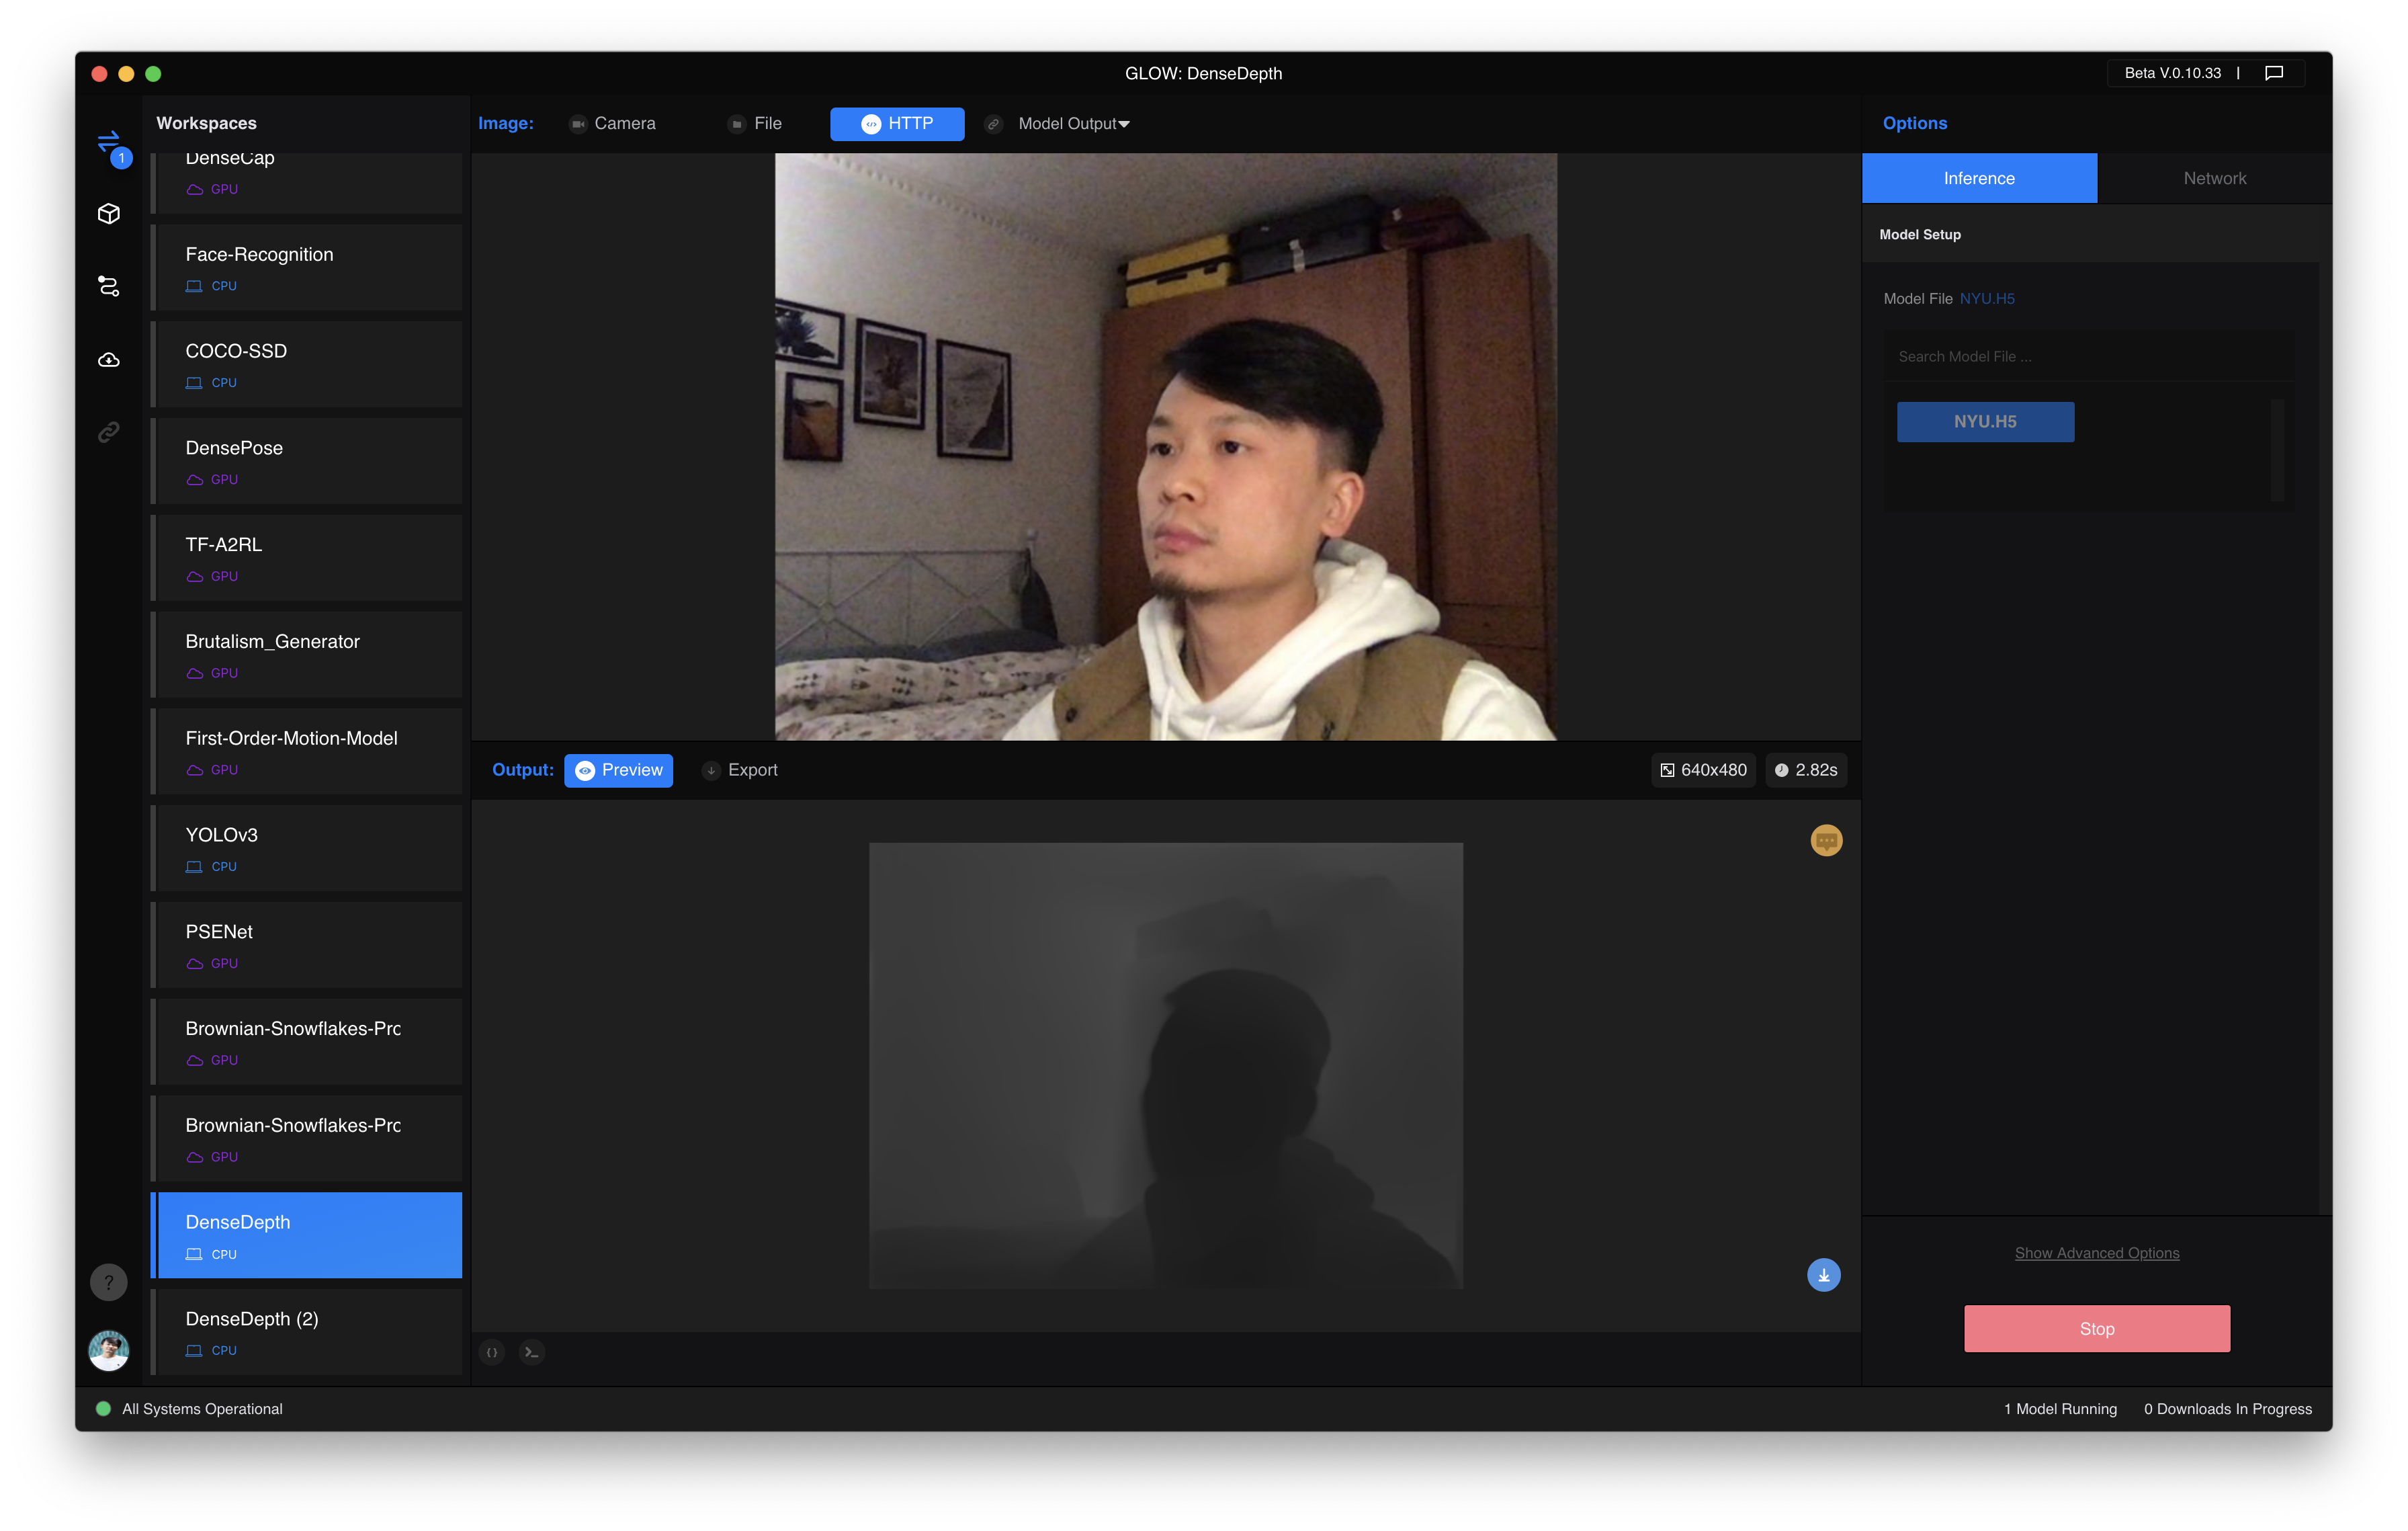 GLOW: DenseDepth
Beta V.0.10.33 |
1
Workspaces
DenseCap
GPU
Face-Recognition
CPU
COCO-SSD
CPU
DensePose
GPU
TF-A2RL
GPU
Brutalism_Generator
GPU
First-Order-Motion-Model
GPU
YOLOv3
CPU
PSENet
GPU
Brownian-Snowflakes-Prc
GPU
Brownian-Snowflakes-Prc
GPU
DenseDepth
CPU
DenseDepth (2)
CPU
?
Image: Camera File HTTP Model Output
Output: Preview Export 640x480 2.82s
Options
Inference Network
Model Setup
Model File NYU.H5
Search Model File ...
NYU.H5
Show Advanced Options
Stop
All Systems Operational
1 Model Running 0 Downloads In Progress